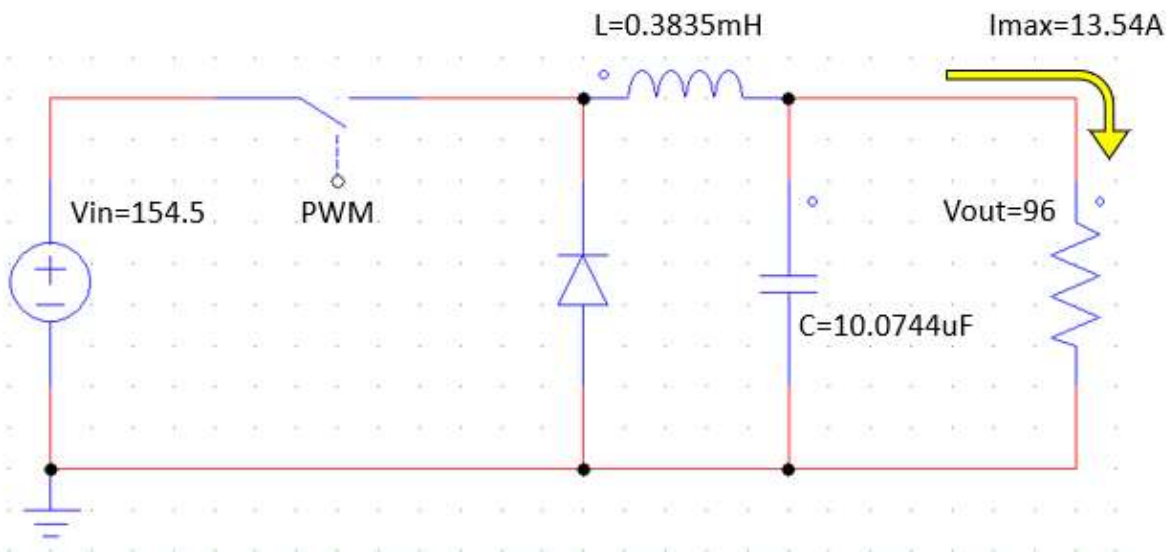 L=0.3835mH
Imax=13.54A
Vin=154.5
PWM
Vout=96
C=10.0744uF